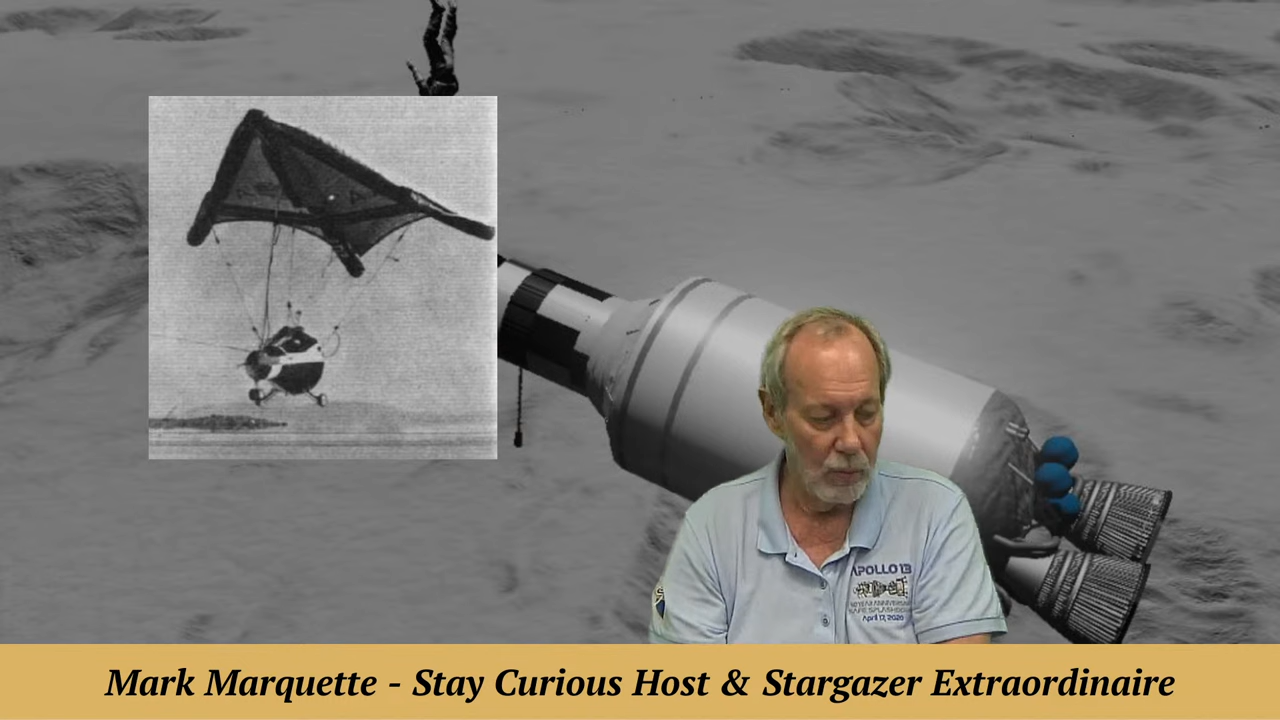 APOLLO 13
April 17, 2020
Mark Marquette - Stay Curious Host & Stargazer Extraordinaire